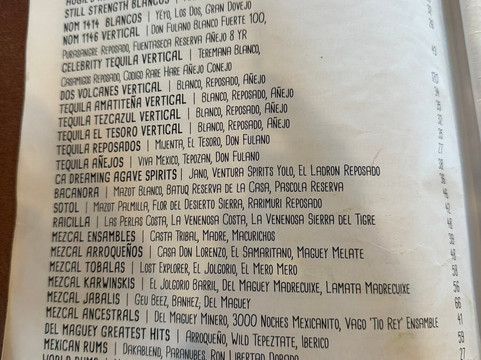 STILL STRENGTH BLANCOS
NOM 1414 BLANCOS | YEYO, LOS DOS, GRAN DOVEJO
NOM 1146 VERTICAL | DON FULANO BLANCO FUERTE 100,
PURASANGRE REPOSADO, FUENTASECA RESERVA AÑEJO 8 YR
CELEBRITY TEQUILA VERTICAL | TEREMANA BLANCO,
CASAMIGOS REPOSADO, CODIGO RARE HARE AÑEJO CONEJO
DOS VOLCANES VERTICAL | BLANCO, REPOSADO, AÑEJO
TEQUILA AMATITEÑA VERTICAL | BLANCO, REPOSADO, AÑEJO
TEQUILA TEZCAZUL VERTICAL | BLANCO, REPOSADO, AÑEJO
TEQUILA EL TESORO VERTICAL | BLANCO, REPOSADO, AÑEJO
TEQUILA REPOSADOS | MIJENTA, EL TESORO, DON FULANO
TEQUILA AÑEJOS | VIVA MEXICO, TEPOZAN, DON FULANO
CA DREAMING AGAVE SPIRITS | JANO, VENTURA SPIRITS YOLO, EL LADRON REPOSADO
BACANORA | MAZOT BLANCO, BATUQ RESERVA DE LA CASA, PASCOLA RESERVA
SOTOL | MAZOT PALMILLA, FLOR DEL DESIERTO SIERRA, RARIMURI REPOSADO
RAICILLA | LAS PERLAS COSTA, LA VENENOSA COSTA, LA VENENOSA SIERRA DEL TIGRE
MEZCAL ENSAMBLES | CASTA TRIBAL, MADRE, MACURICHOS
MEZCAL ARROQUEÑOS | CASA DON LORENZO, EL SAMARITANO, MAGUEY MELATE
MEZCAL TOBALAS | LOST EXPLORER, EL JOLGORIO, EL MERO MERO
MEZCAL KARWINSKIS | EL JOLGORIO BARRIL, DEL MAGUEY MADRECUIXE, LAMATA MADRECUIXE 56
MEZCAL JABALIS | GEU BEEZ, BANHEZ, DEL MAGUEY 66
MEZCAL ANCESTRALS | DEL MAGUEY MINERO, 3000 NOCHES MEXICANITO, VAGO 'TIO REY' ENSAMBLE 47
DEL MAGUEY GREATEST HITS | ARROQUEÑO, WILD TEPEZTATE, IBERICO 59
MEXICAN RUMS | DAKABLEND, PARANUBES, RON LIBERTAD DORADO 27